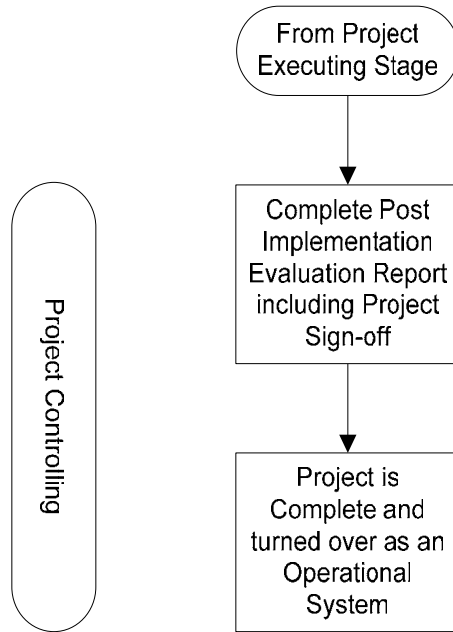 From Project
Executing Stage
Complete Post
Implementation
Evaluation Report
including Project
Sign-off
Project Controlling
Project is
Complete and
turned over as an
Operational
System